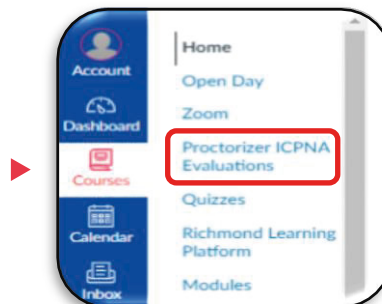 Account
Dashboard
Courses
Calendar
Inbox
Home
Open Day
Zoom
Proctorizer ICPNA
Evaluations
Quizzes
Richmond Learning
Platform
Modules